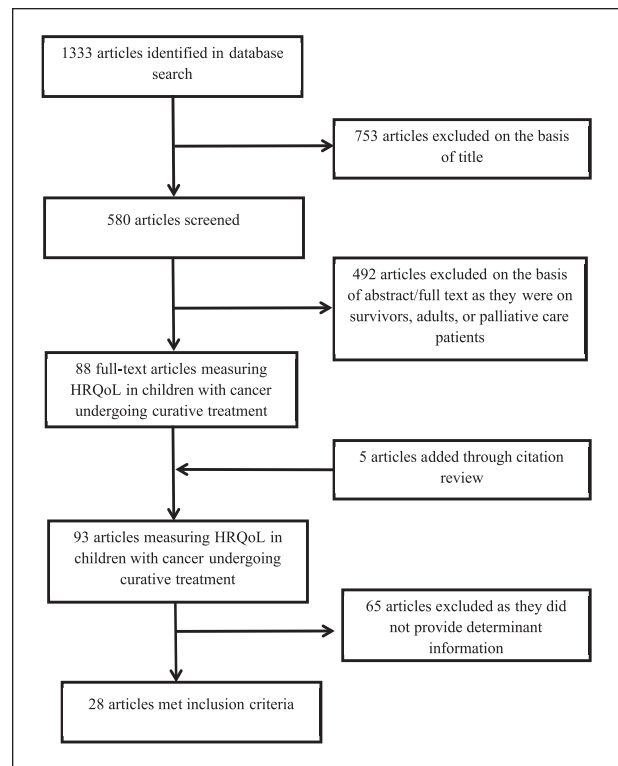 1333 articles identified in database
search
753 articles excluded on the basis
of title
580 articles screened
492 articles excluded on the basis
of abstract/full text as they were on
survivors, adults, or palliative care
patients
88 full-text articles measuring
HRQoL in children with cancer
undergoing curative treatment
5 articles added through citation
review
93 articles measuring HRQoL in
children with cancer undergoing
curative treatment
65 articles excluded as they did
not provide determinant
information
28 articles met inclusion criteria